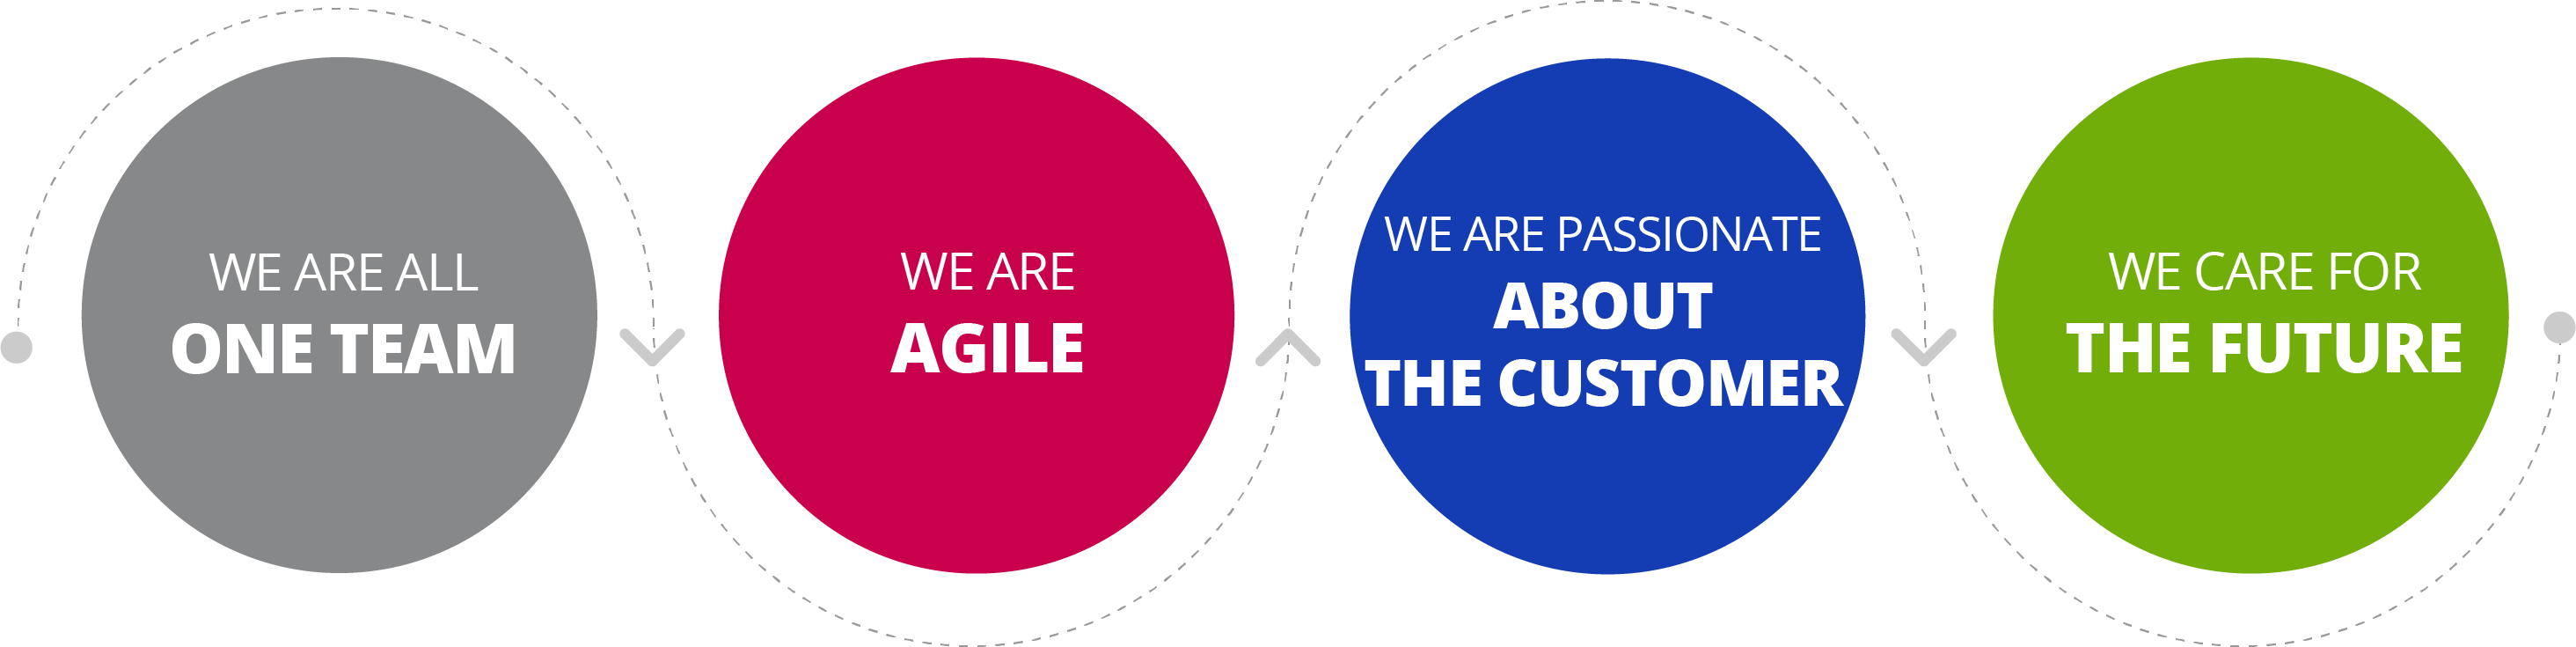 WE ARE ALL
ONE TEAM
WE ARE
AGILE
WE ARE PASSIONATE
ABOUT
THE CUSTOMER
WE CARE FOR
THE FUTURE